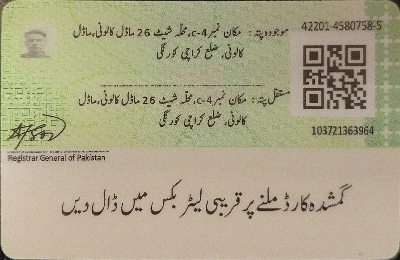 موجودہ پتہ: مکان نمبر c-4، محلہ شیٹ 26 ماڈل کالونی، ماڈل
کالونی، ضلع کراچی کورنگی
42201-4580758-5
مستقل پتہ: مکان نمبر c-4، محلہ شیٹ 26 ماڈل کالونی، ماڈل
کالونی، ضلع کراچی کورنگی
103721363964
Registrar General of Pakistan
گمشدہ کارڈ ملنے پر قریبی لیٹر بکس میں ڈال دیں